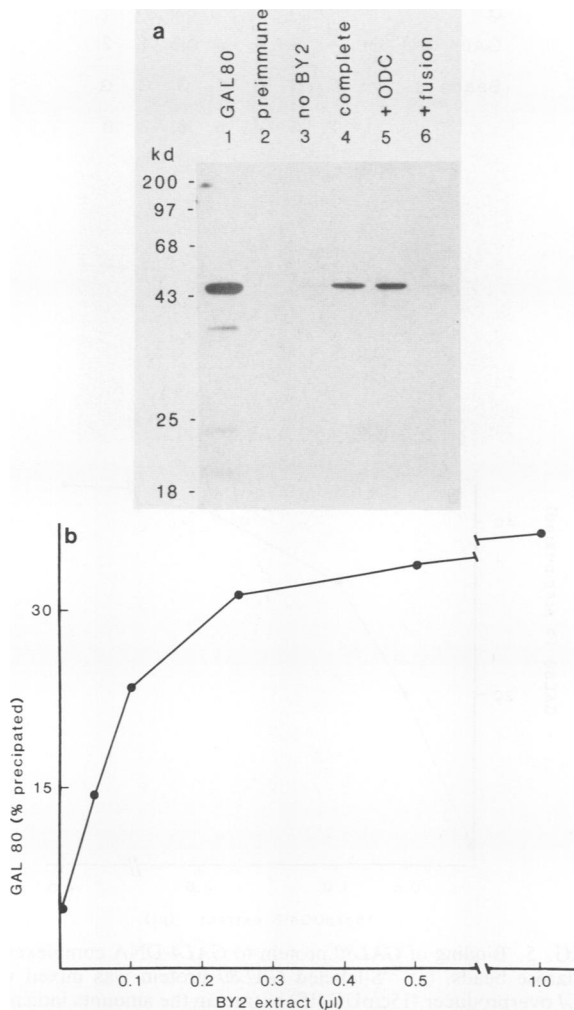 a
GAL80
preimmune
no BY2
complete
+ ODC
+ fusion
1 2 3 4 5 6
kd
200 -
97 -
68 -
43 -
25 -
18 -
b
30
15
GAL 80 (% precipated)
0.1 0.2 0.3 0.4 0.5 1.0
BY2 extract (µl)